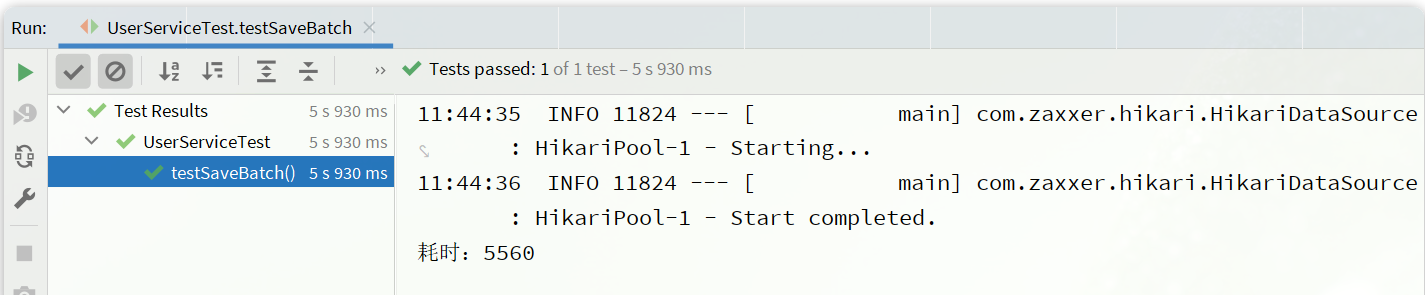 Run: UserServiceTest.testSaveBatch
Tests passed: 1 of 1 test – 5 s 930 ms
Test Results 5 s 930 ms
UserServiceTest 5 s 930 ms
testSaveBatch() 5 s 930 ms
11:44:35  INFO 11824 --- [           main] com.zaxxer.hikari.HikariDataSource
: HikariPool-1 - Starting...
11:44:36  INFO 11824 --- [           main] com.zaxxer.hikari.HikariDataSource
: HikariPool-1 - Start completed.
耗时：5560